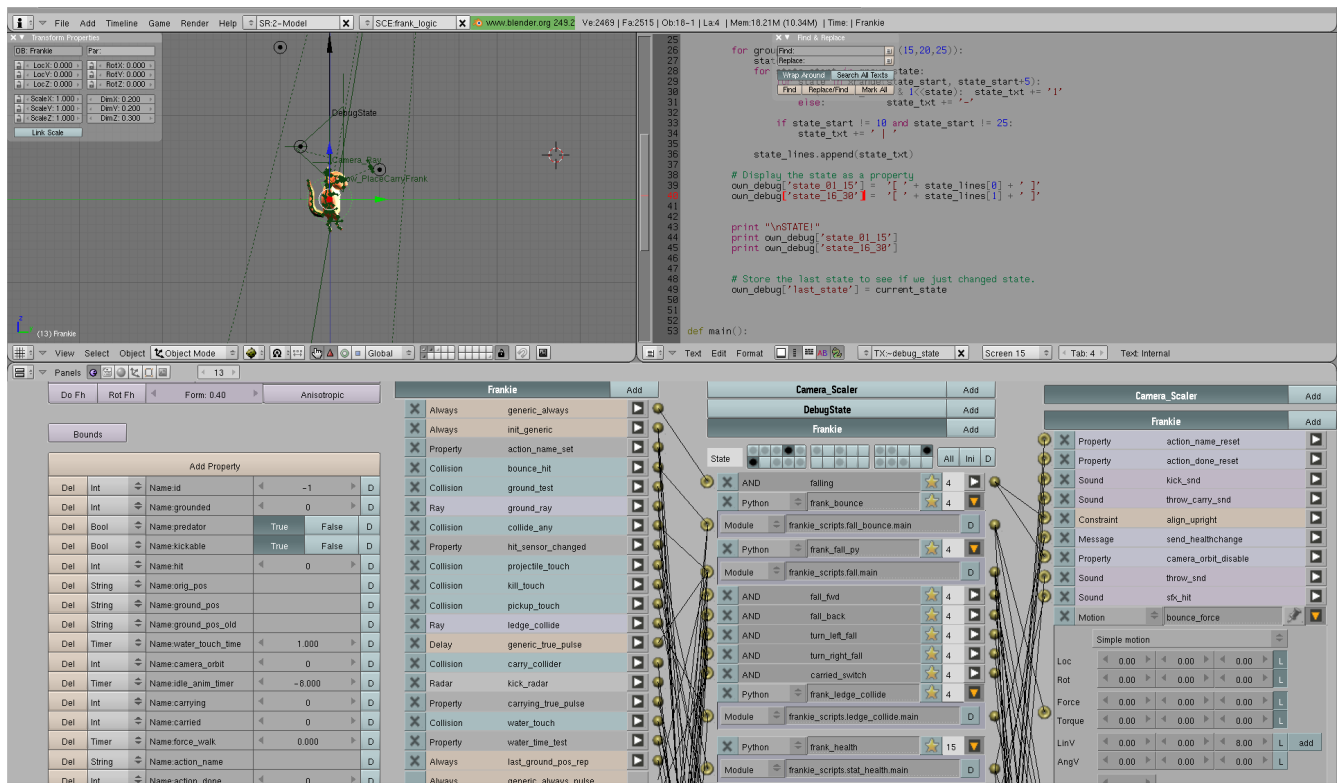 File Add Timeline Game Render Help SR:2-Model X SCE:frank_logic X www.blender.org 249.2 Ve:2469 | Fa:2515 | Ob:18-1 | La:4 | Mem:18.21M (10.34M) | Time: | Frankie
Transform Properties
OB: Frankie Par:
LocX: 0.000 RotX: 0.000
LocY: 0.000 RotY: 0.000
LocZ: 0.000 RotZ: 0.000
ScaleX: 1.000 DimX: 0.200
ScaleY: 1.000 DimY: 0.200
ScaleZ: 1.000 DimZ: 0.300
Link Scale
DebugState
Camera_Ray
PlaceCarryFrank
z
(13) Frankie
View Select Object Object Mode Global
Find & Replace
Find:
Replace:
Wrap Around Search All Texts
Find Replace/Find Mark All
25
26 for (15,20,25)):
27
28 for state:
29 state_start, state_start+5):
30 & 1<<(state): state_txt += '1'
31 else: state_txt += '-'
32
33 if state_start != 10 and state_start != 25:
34 state_txt += ' | '
35
36 state_lines.append(state_txt)
37
38 # Display the state as a property
39 own_debug['state_01_15'] = '[ ' + state_lines[0] + ' ]'
40 own_debug['state_16_30'] = '[ ' + state_lines[1] + ' ]'
41
42
43 print "\nSTATE!"
44 print own_debug['state_01_15']
45 print own_debug['state_16_30']
46
47
48 # Store the last state to see if we just changed state.
49 own_debug['last_state'] = current_state
50
51
52
53 def main():
Text Edit Format AB TX:~debug_state X Screen 15 Tab: 4 Text: Internal
Panels 13
Do Fh Rot Fh Form: 0.40 Anisotropic
Bounds
Add Property
Del Int Name:id -1 D
Del Int Name:grounded 0 D
Del Bool Name:predator True False D
Del Bool Name:kickable True False D
Del Int Name:hit 0 D
Del String Name:orig_pos D
Del String Name:ground_pos D
Del String Name:ground_pos_old D
Del Timer Name:water_touch_time 1.000 D
Del Int Name:camera_orbit 0 D
Del Timer Name:idle_anim_timer -6.000 D
Del Int Name:carrying 0 D
Del Int Name:carried 0 D
Del Timer Name:force_walk 0.000 D
Del String Name:action_name D
Del Int Name:action_done 0 D
Frankie Add
Always generic_always
Always init_generic
Property action_name_set
Collision bounce_hit
Collision ground_test
Ray ground_ray
Collision collide_any
Property hit_sensor_changed
Collision projectile_touch
Collision kill_touch
Collision pickup_touch
Ray ledge_collide
Delay generic_true_pulse
Collision carry_collider
Radar kick_radar
Property carrying_true_pulse
Collision water_touch
Property water_time_test
Always last_ground_pos_rep
Always generic_always_pulse
Camera_Scaler Add
DebugState Add
Frankie Add
State All Ini D
AND falling 4
Python frank_bounce 4
Module frankie_scripts.fall_bounce.main D
Python frank_fall_py 4
Module frankie_scripts.fall.main D
AND fall_fwd 4
AND fall_back 4
AND turn_left_fall 4
AND turn_right_fall 4
AND carried_switch 4
Python frank_ledge_collide 4
Module frankie_scripts.ledge_collide.main D
Python frank_health 15
Module frankie_scripts.stat_health.main D
Camera_Scaler Add
Frankie Add
Property action_name_reset
Property action_done_reset
Sound kick_snd
Sound throw_carry_snd
Constraint align_upright
Message send_healthchange
Property camera_orbit_disable
Sound throw_snd
Sound sfx_hit
Motion bounce_force
Simple motion
Loc 0.00 0.00 0.00 L
Rot 0.00 0.00 0.00 L
Force 0.00 0.00 0.00 L
Torque 0.00 0.00 0.00 L
LinV 0.00 0.00 8.00 L add
AngV 0.00 0.00 0.00 L